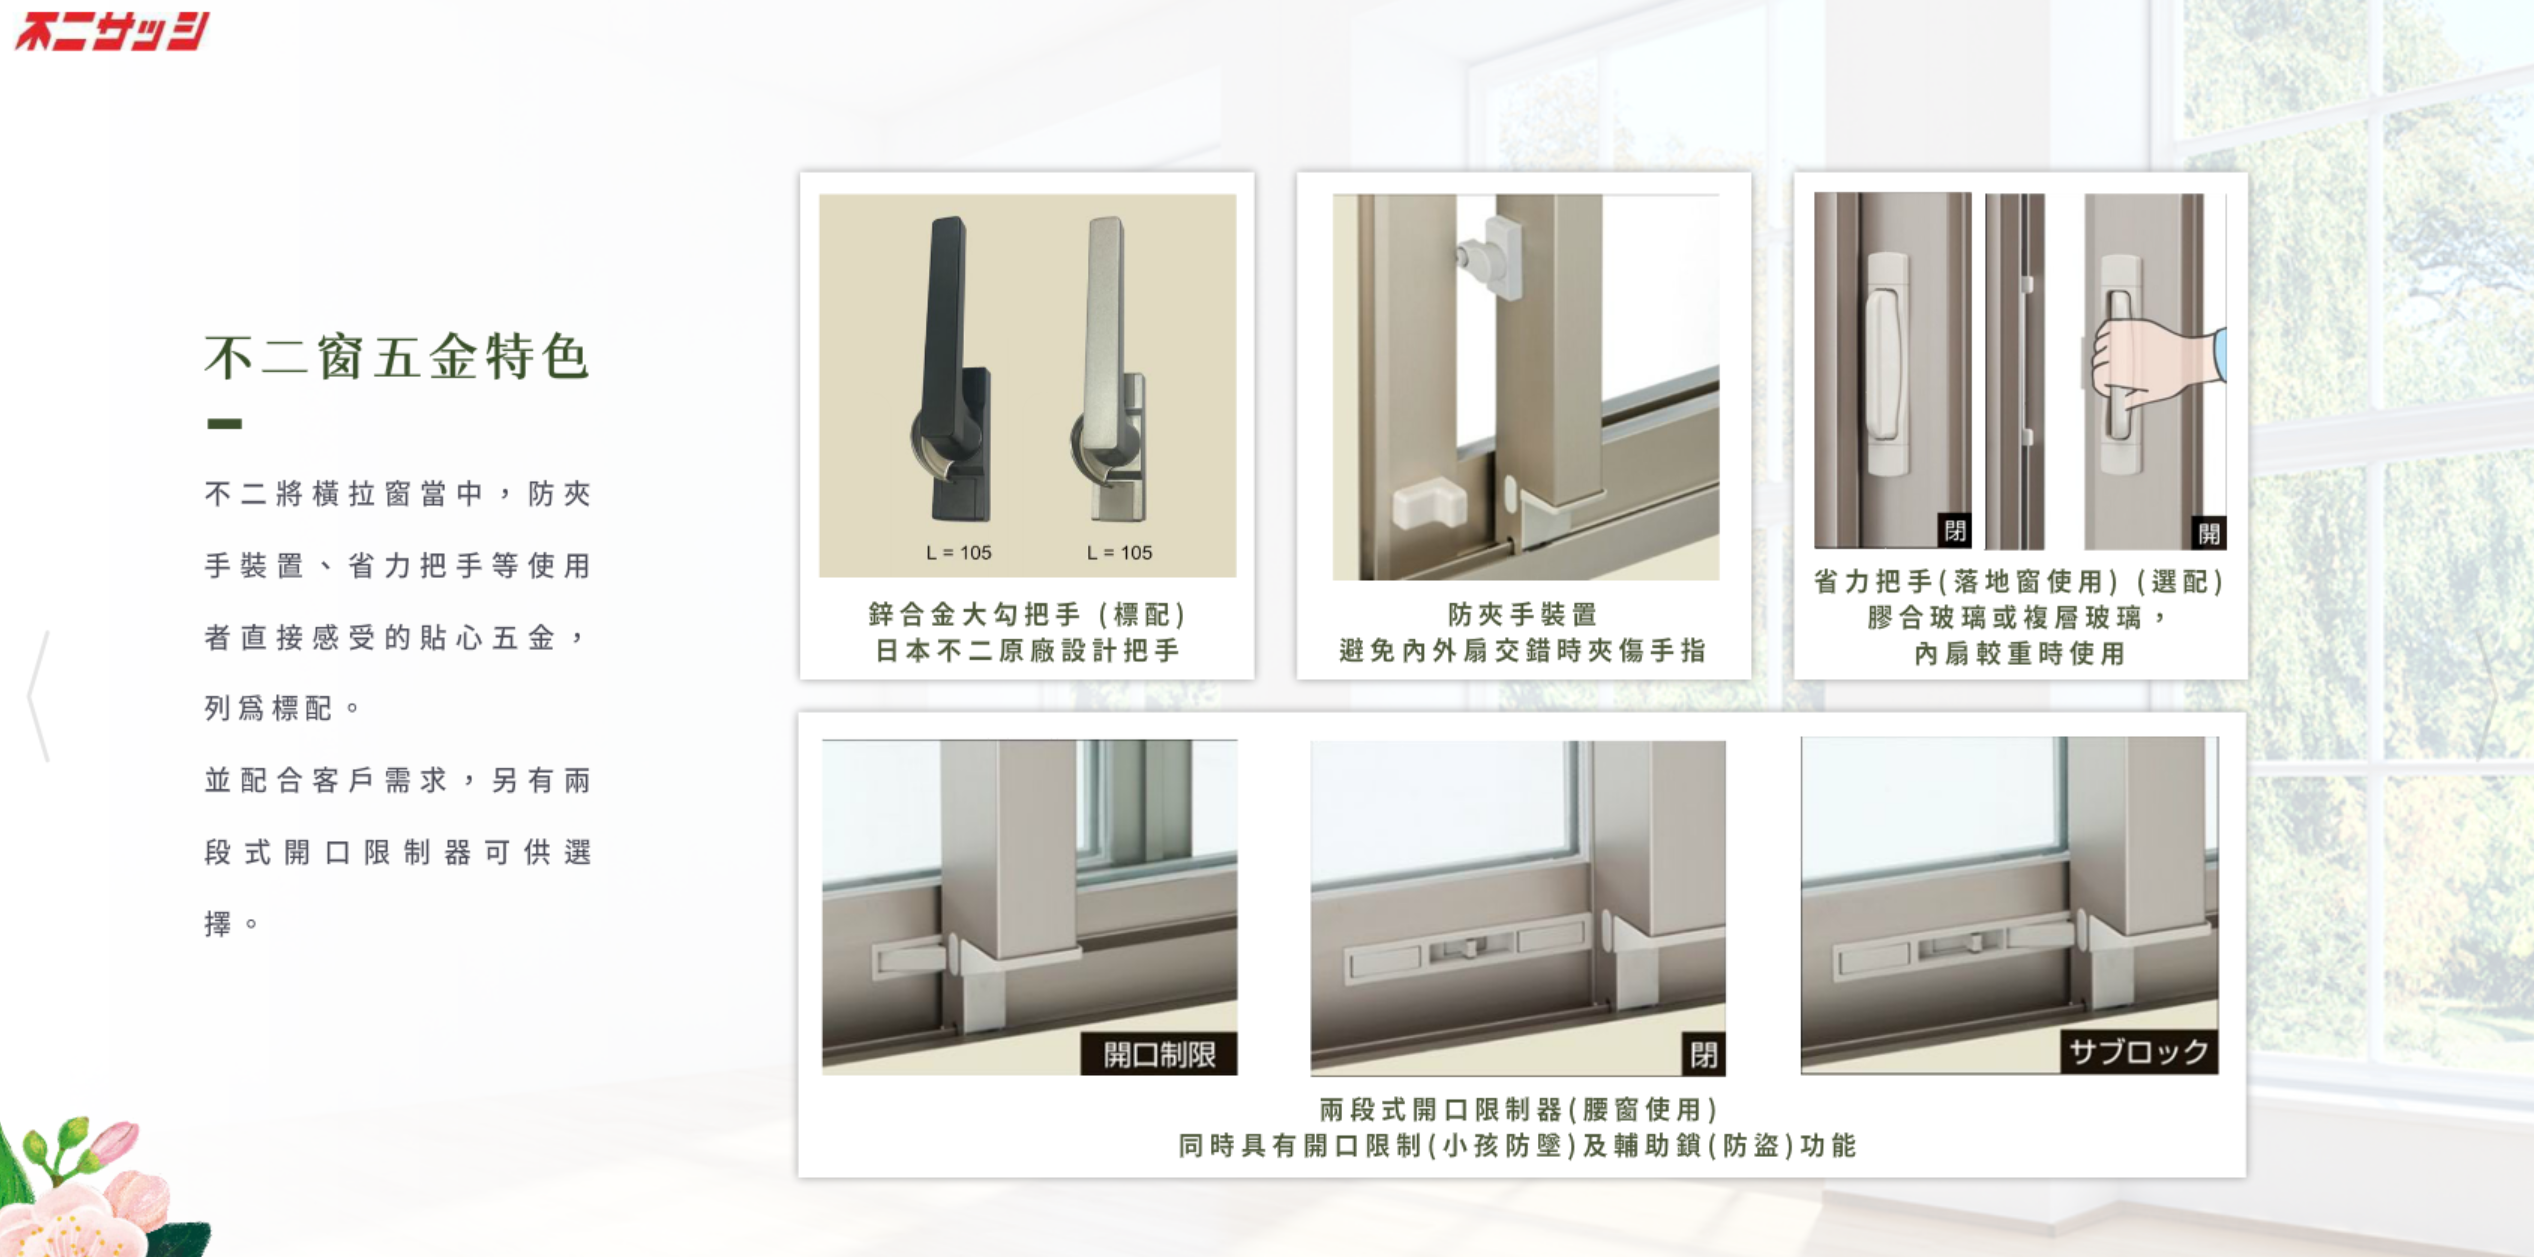 不二サッシ
不二窗五金特色
不二將橫拉窗當中，防夾
手裝置、省力把手等使用
者直接感受的貼心五金，
列爲標配。
並配合客戶需求，另有兩
段式開口限制器可供選
擇。
L = 105
L = 105
鋅合金大勾把手 (標配)
日本不二原廠設計把手
防夾手裝置
避免內外扇交錯時夾傷手指
閉
開
省力把手(落地窗使用) (選配)
膠合玻璃或複層玻璃，
內扇較重時使用
開口制限
閉
サブロック
兩段式開口限制器(腰窗使用)
同時具有開口限制(小孩防墜)及輔助鎖(防盜)功能